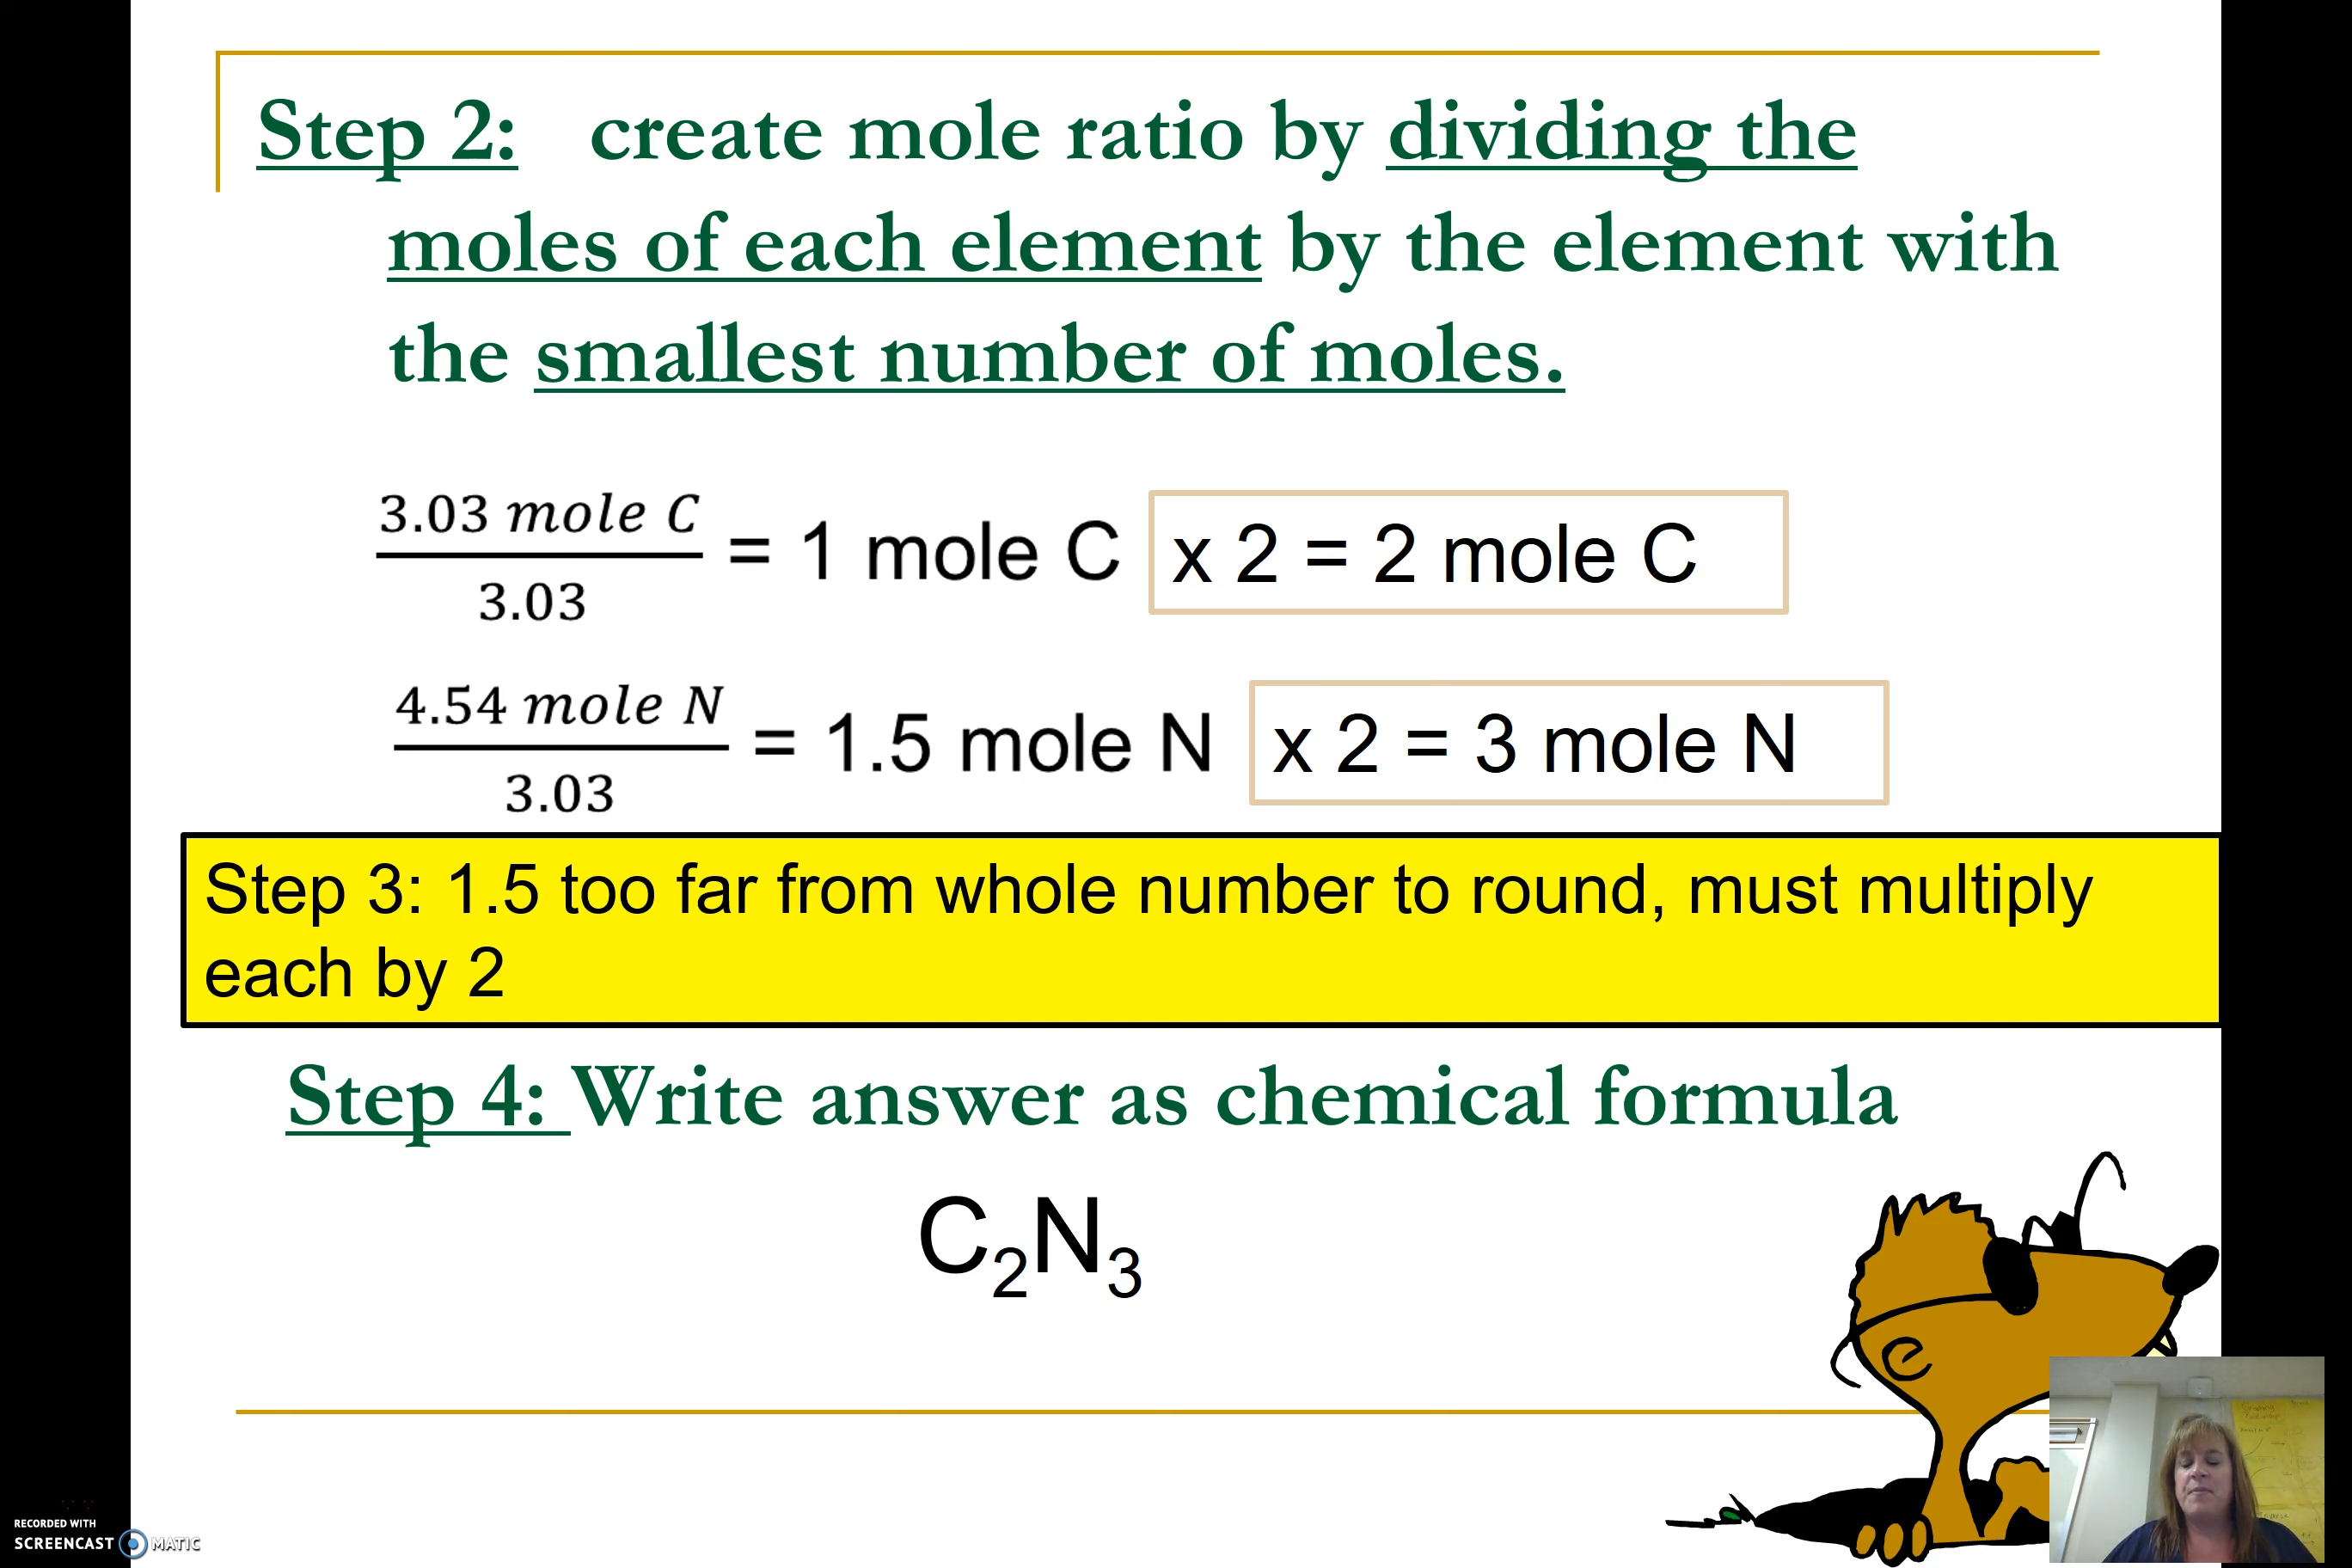 Step 2: create mole ratio by dividing the
moles of each element by the element with
the smallest number of moles.
3.03 mole C
3.03
= 1 mole C
x 2 = 2 mole C
4.54 mole N
3.03
= 1.5 mole N
x 2 = 3 mole N
Step 3: 1.5 too far from whole number to round, must multiply
each by 2
Step 4: Write answer as chemical formula
C₂N₃
RECORDED WITH
SCREENCAST MATIC